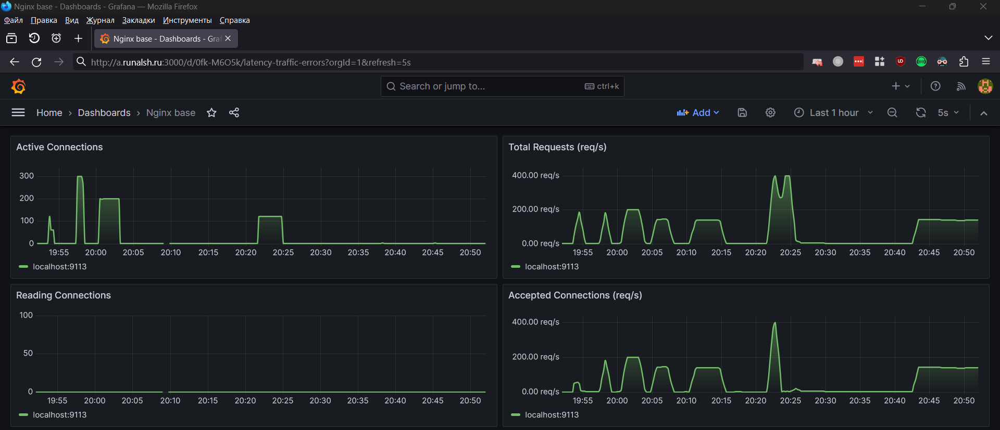 Nginx base - Dashboards - Grafana — Mozilla Firefox
Файл Правка Вид Журнал Закладки Инструменты Справка
Nginx base - Dashboards - Gra
http://a.runalsh.ru:3000/d/0fk-M6O5k/latency-traffic-errors?orgId=1&refresh=5s
Search or jump to... ctrl+k
Home › Dashboards › Nginx base Add Last 1 hour 5s
Active Connections
300
200
100
0
19:55 20:00 20:05 20:10 20:15 20:20 20:25 20:30 20:35 20:40 20:45 20:50
localhost:9113
Total Requests (req/s)
400.00 req/s
200.00 req/s
0.00 req/s
19:55 20:00 20:05 20:10 20:15 20:20 20:25 20:30 20:35 20:40 20:45 20:50
localhost:9113
Reading Connections
100
50
0
19:55 20:00 20:05 20:10 20:15 20:20 20:25 20:30 20:35 20:40 20:45 20:50
localhost:9113
Accepted Connections (req/s)
400.00 req/s
200.00 req/s
0.00 req/s
19:55 20:00 20:05 20:10 20:15 20:20 20:25 20:30 20:35 20:40 20:45 20:50
localhost:9113